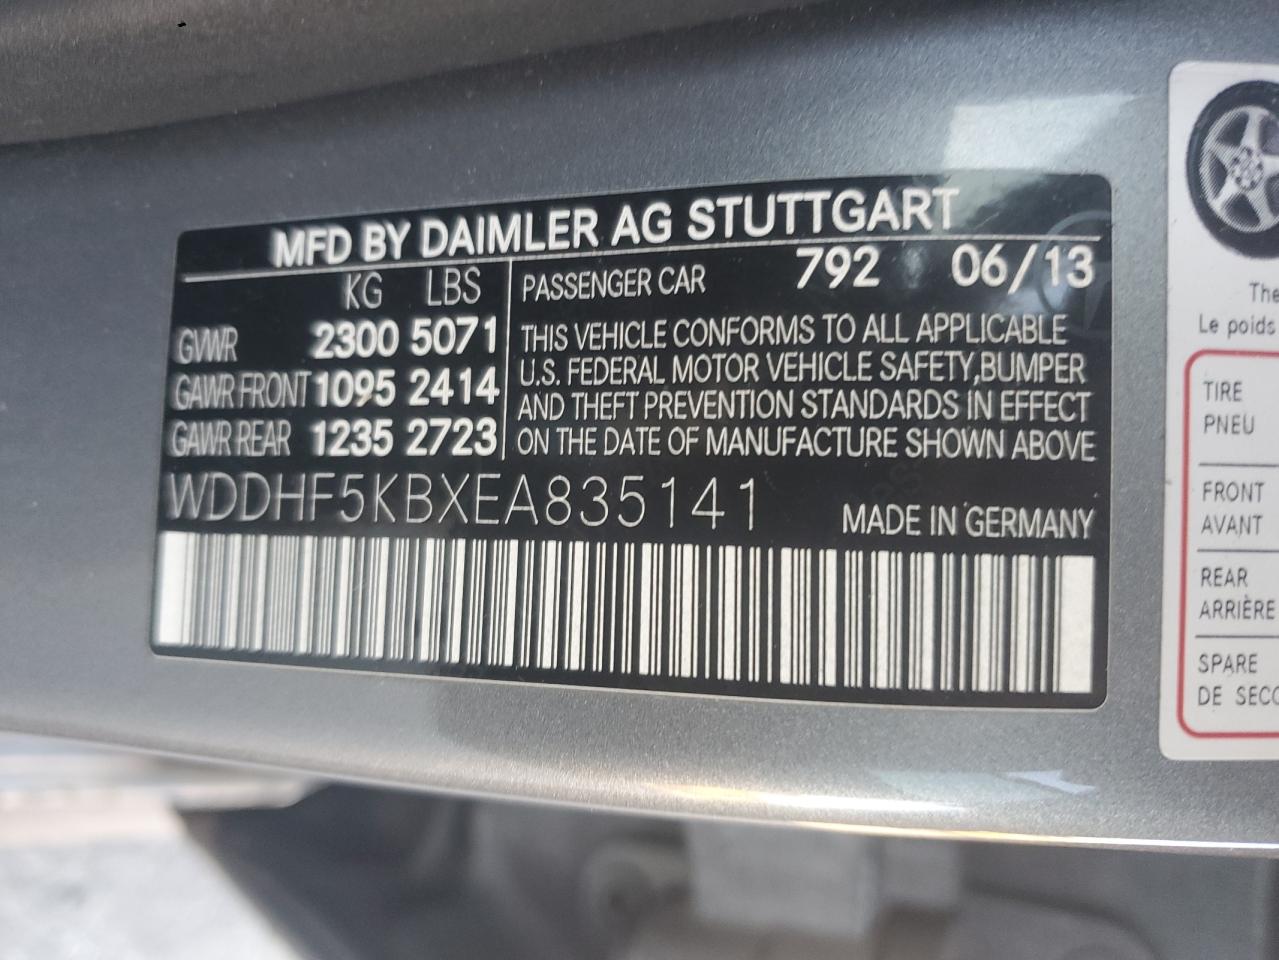 MFD BY DAIMLER AG STUTTGART
KG LBS
PASSENGER CAR 792 06/13
GVWR 2300 5071
GAWR FRONT 1095 2414
GAWR REAR 1235 2723
THIS VEHICLE CONFORMS TO ALL APPLICABLE
U.S. FEDERAL MOTOR VEHICLE SAFETY,BUMPER
AND THEFT PREVENTION STANDARDS IN EFFECT
ON THE DATE OF MANUFACTURE SHOWN ABOVE
WDDHF5KBXEA835141
MADE IN GERMANY
The
Le poids
TIRE
PNEU
FRONT
AVANT
REAR
ARRIÈRE
SPARE
DE